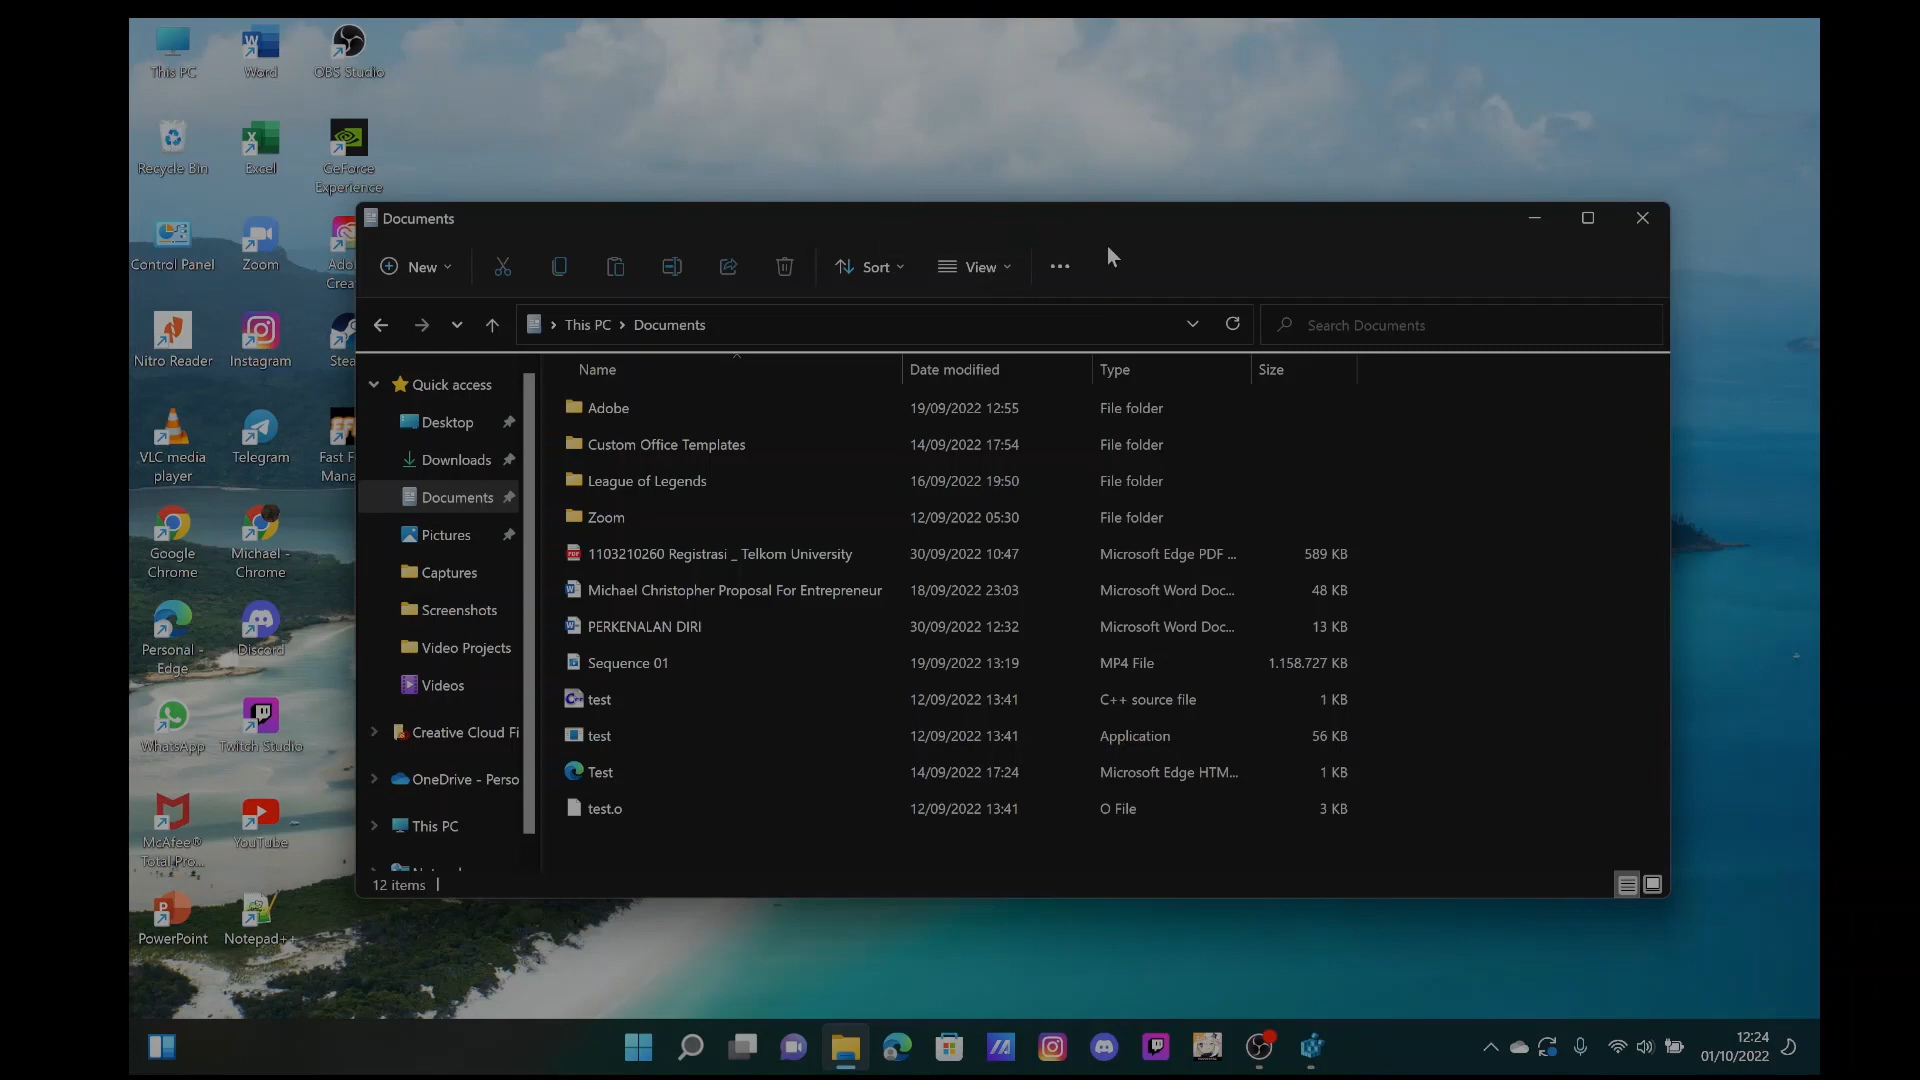 This PC
Word
OBS Studio
Recycle Bin
Excel
GeForce
Experience
Control Panel
Zoom
Ado
Crea
Nitro Reader
Instagram
Stea
VLC media
player
Telegram
Fast F
Mana
Google
Chrome
Michael -
Chrome
Personal -
Edge
Discord
WhatsApp
Twitch Studio
McAfee®
Total Pro...
YouTube
PowerPoint
Notepad++
Documents
New
Sort
View
This PC > Documents
Search Documents
Quick access
Desktop
Downloads
Documents
Pictures
Captures
Screenshots
Video Projects
Videos
Creative Cloud Fi
OneDrive - Perso
This PC
Name Date modified Type Size
Adobe 19/09/2022 12:55 File folder
Custom Office Templates 14/09/2022 17:54 File folder
League of Legends 16/09/2022 19:50 File folder
Zoom 12/09/2022 05:30 File folder
1103210260 Registrasi _ Telkom University 30/09/2022 10:47 Microsoft Edge PDF ... 589 KB
Michael Christopher Proposal For Entrepreneur 18/09/2022 23:03 Microsoft Word Doc... 48 KB
PERKENALAN DIRI 30/09/2022 12:32 Microsoft Word Doc... 13 KB
Sequence 01 19/09/2022 13:19 MP4 File 1.158.727 KB
test 12/09/2022 13:41 C++ source file 1 KB
test 12/09/2022 13:41 Application 56 KB
Test 14/09/2022 17:24 Microsoft Edge HTM... 1 KB
test.o 12/09/2022 13:41 O File 3 KB
12 items
12:24
01/10/2022